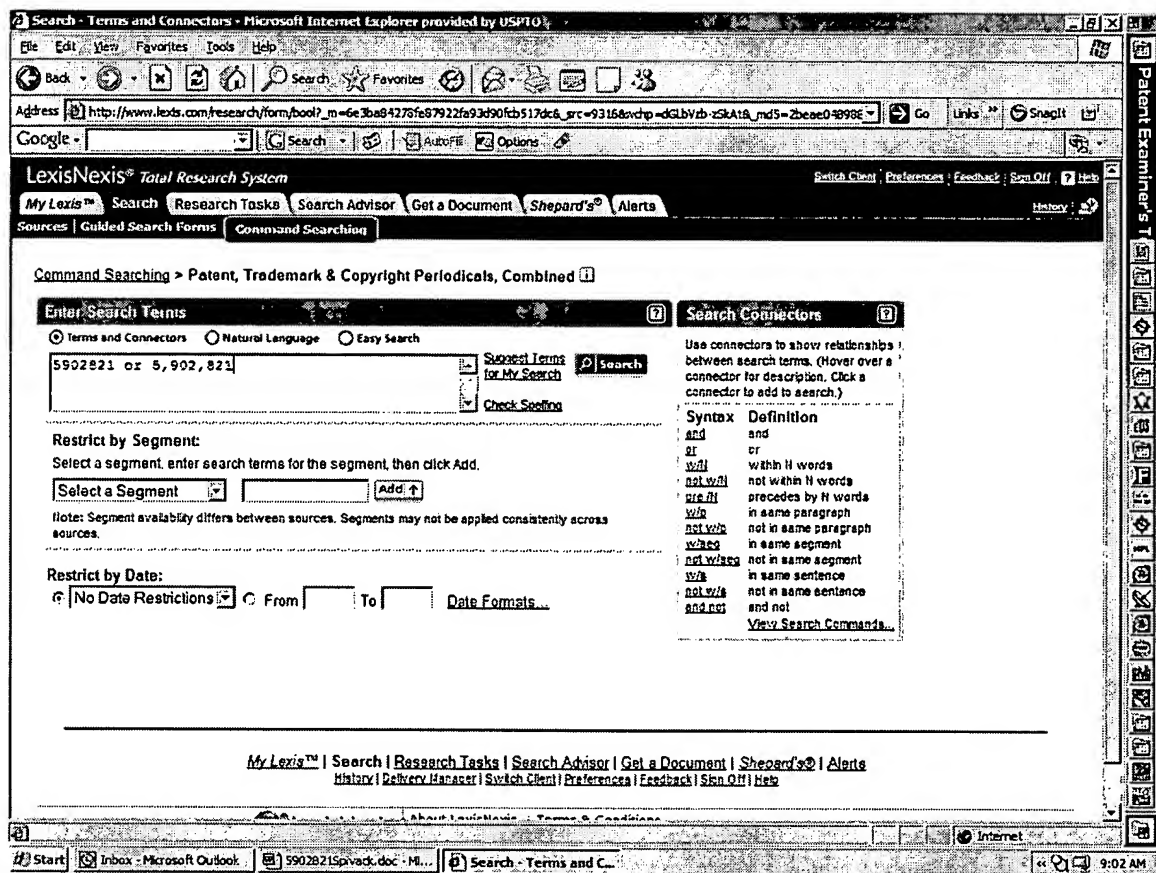 Search - Terms and Connectors - Microsoft Internet Explorer provided by USPTO
File Edit View Favorites Tools Help
Back Search Favorites
Address http://www.lexis.com/research/form/bool?_m=6e3ba84278fe87922fa93d90fcb517dc&_src=9316&svchp=dGLbVzb-zSkAt&_md5=2beae04898E Go Links » SnagIt
Google - Search AutoFill Options
LexisNexis® Total Research System Switch Client | Preferences | Feedback | Sign Off | ? Help
My Lexis™ Search Research Tasks Search Advisor Get a Document Shepard's® Alerts History
Sources | Guided Search Forms | Command Searching
Patent Examiner's T
Command Searching > Patent, Trademark & Copyright Periodicals, Combined i
Enter Search Terms ?
Terms and Connectors Natural Language Easy Search
5902821 or 5,902,821
Suggest Terms
for My Search
Search
Check Spelling
Restrict by Segment:
Select a segment, enter search terms for the segment, then click Add.
Select a Segment Add
Note: Segment availability differs between sources. Segments may not be applied consistently across
sources.
Restrict by Date:
No Date Restrictions From To Date Formats...
Search Connectors ?
Use connectors to show relationships
between search terms. (Hover over a
connector for description. Click a
connector to add to search.)
Syntax Definition
and and
or or
w/N within N words
not w/N not within N words
pre /N precedes by N words
w/p in same paragraph
not w/p not in same paragraph
w/seg in same segment
not w/seg not in same segment
w/s in same sentence
not w/s not in same sentence
and not and not
View Search Commands...
My Lexis™ | Search | Research Tasks | Search Advisor | Get a Document | Shepard's® | Alerts
History | Delivery Manager | Switch Client | Preferences | Feedback | Sign Off | Help
About LexisNexis | Terms & Conditions
Internet
Start Inbox - Microsoft Outlook 5902821Spivack.doc - Mi... Search - Terms and C... « 9:02 AM